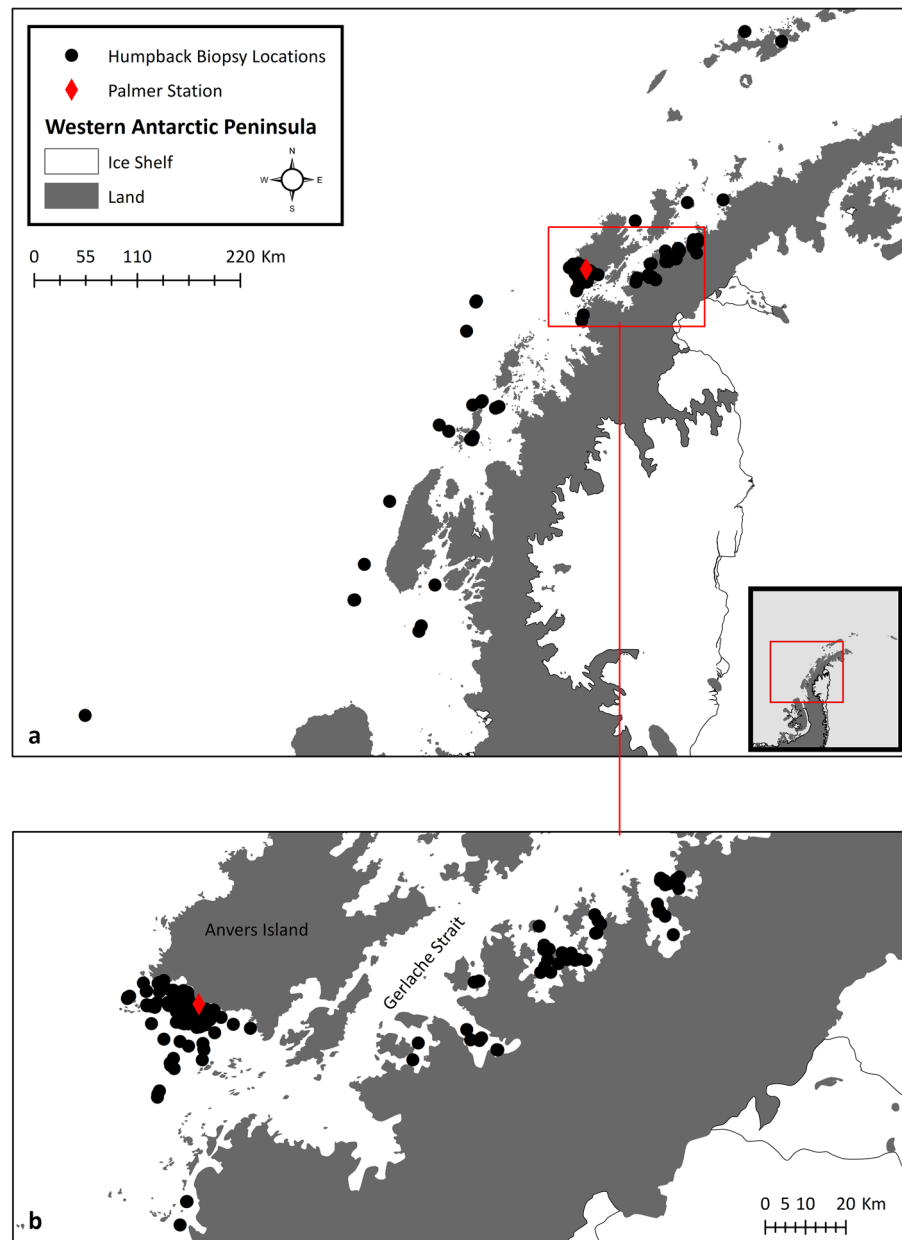 Humpback Biopsy Locations
Palmer Station
Western Antarctic Peninsula
Ice Shelf
Land
N
W E
S
0 55 110 220 Km
a
Anvers Island
Gerlache Strait
b
0 5 10 20 Km